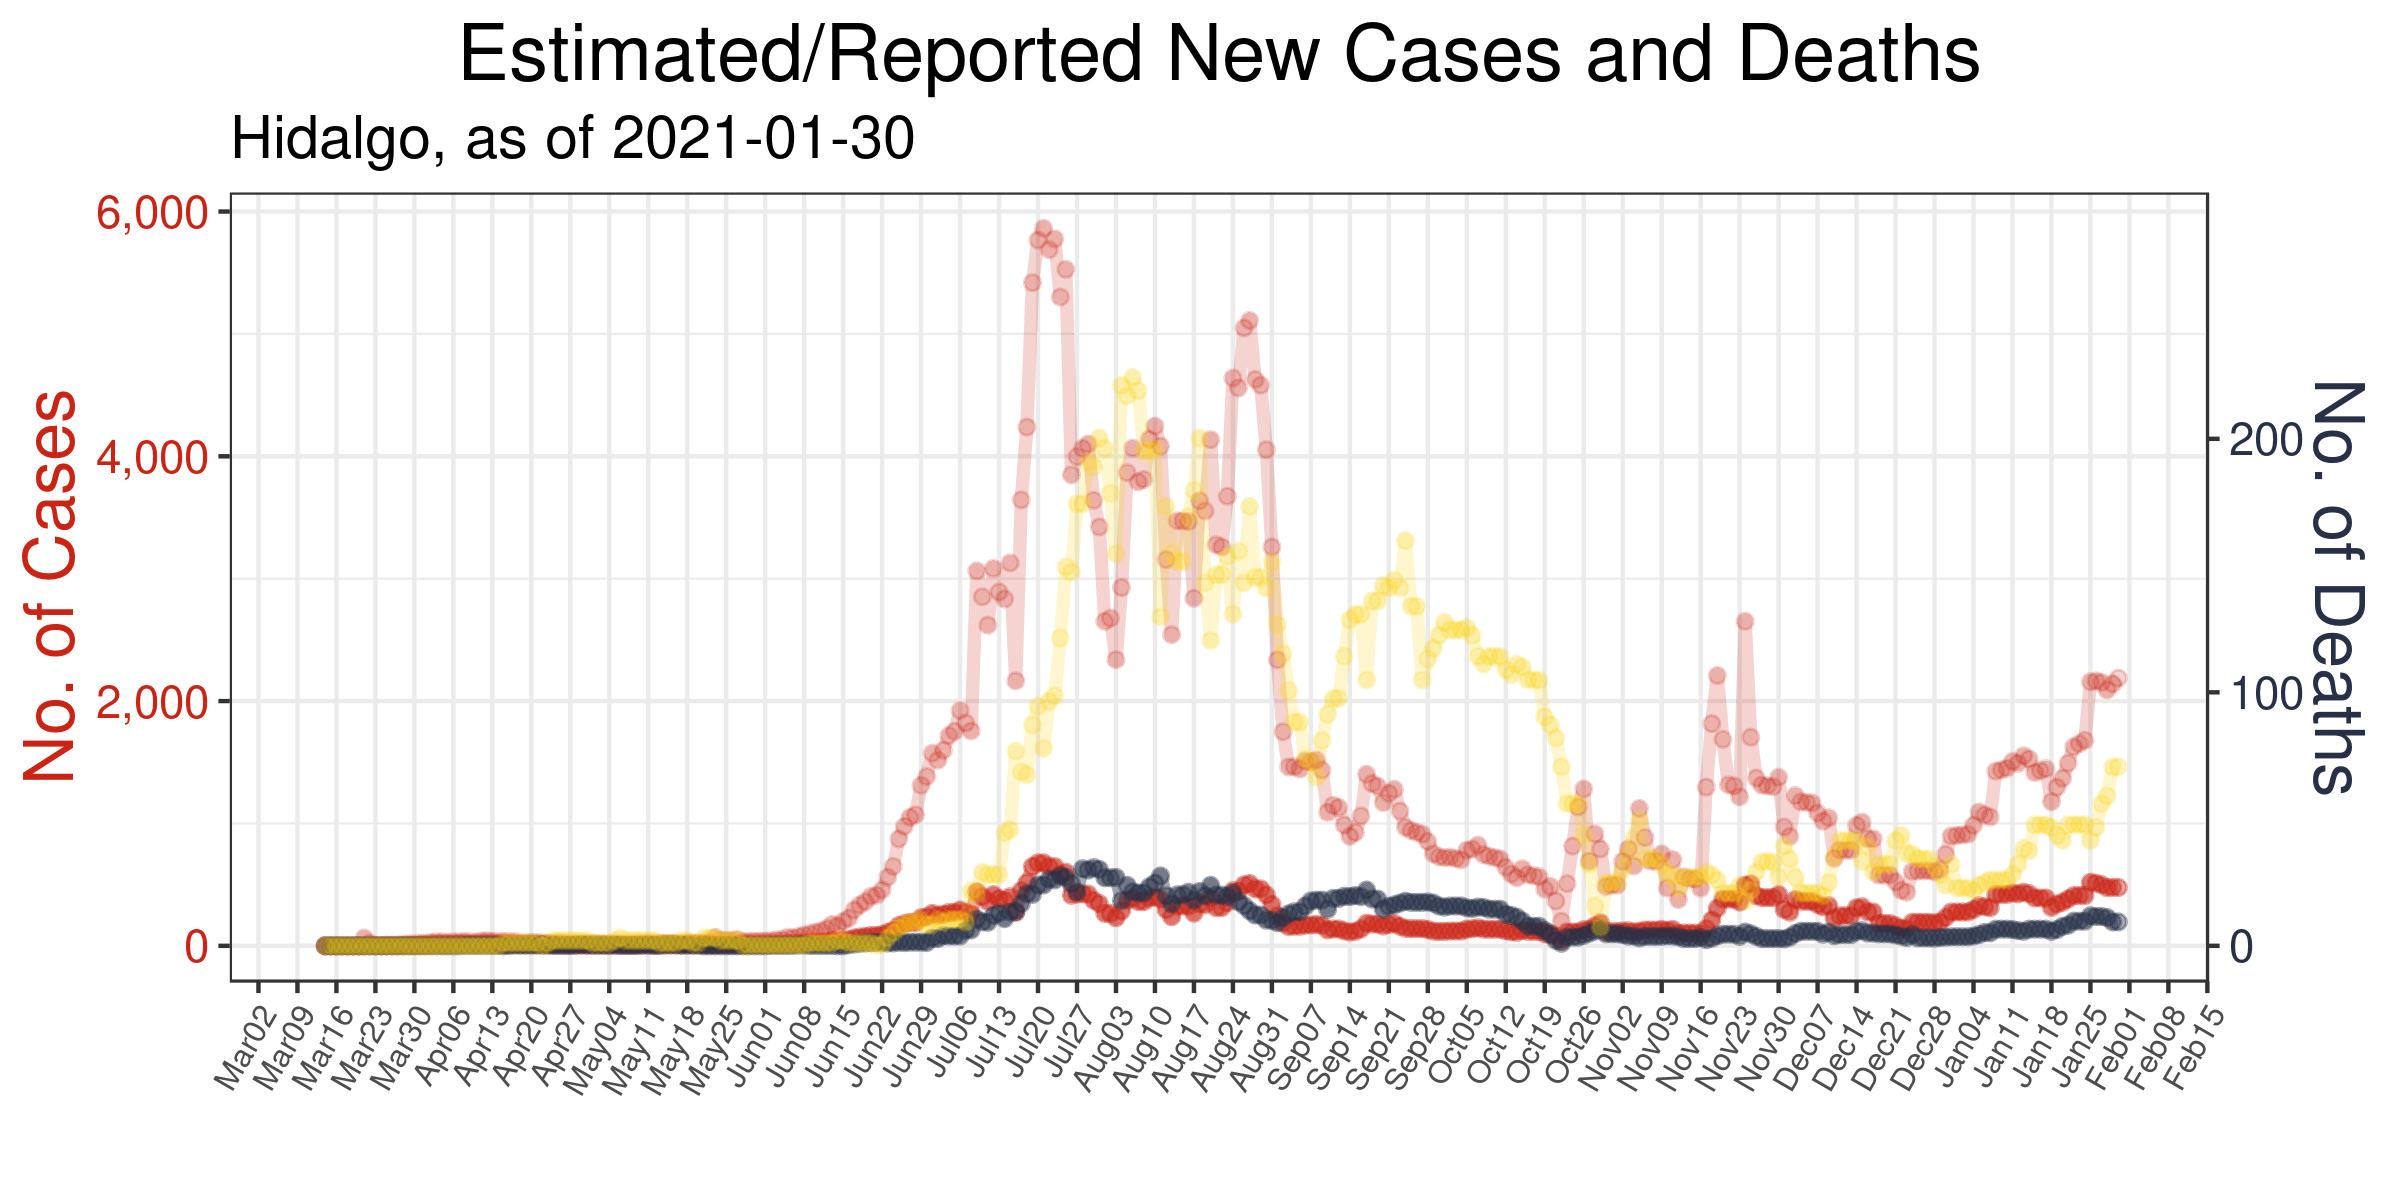 Estimated/Reported New Cases and Deaths
Hidalgo, as of 2021-01-30
No. of Cases
6,000
4,000
2,000
0
200
100
0
No. of Deaths
Mar02
Mar09
Mar16
Mar23
Mar30
Apr06
Apr13
Apr20
Apr27
May04
May11
May18
May25
Jun01
Jun08
Jun15
Jun22
Jun29
Jul06
Jul13
Jul20
Jul27
Aug03
Aug10
Aug17
Aug24
Aug31
Sep07
Sep14
Sep21
Sep28
Oct05
Oct12
Oct19
Oct26
Nov02
Nov09
Nov16
Nov23
Nov30
Dec07
Dec14
Dec21
Dec28
Jan04
Jan11
Jan18
Jan25
Feb01
Feb08
Feb15